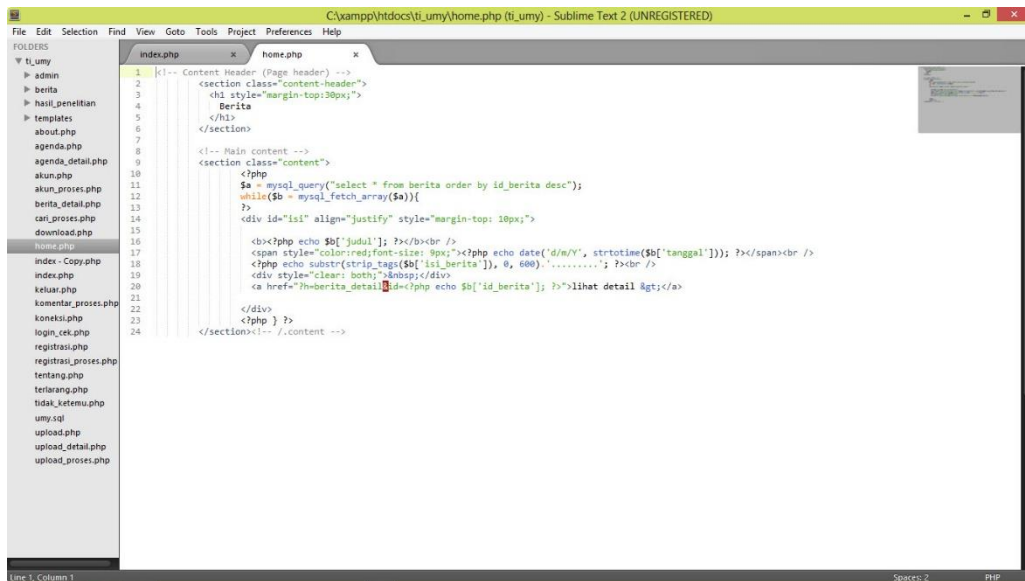 C:\xampp\htdocs\ti_umy\home.php (ti_umy) - Sublime Text 2 (UNREGISTERED)
File Edit Selection Find View Goto Tools Project Preferences Help
FOLDERS
ti_umy
admin
berita
hasil_penelitian
templates
about.php
agenda.php
agenda_detail.php
akun.php
akun_proses.php
berita_detail.php
cari_proses.php
download.php
home.php
index - Copy.php
index.php
keluar.php
komentar_proses.php
koneksi.php
login_cek.php
registrasi.php
registrasi_proses.php
tentang.php
terlarang.php
tidak_ketemu.php
umy.sql
upload.php
upload_detail.php
upload_proses.php
index.php × home.php ×
1 <!-- Content Header (Page header) -->
2 <section class="content-header">
3 <h1 style="margin-top:30px;">
4 Berita
5 </h1>
6 </section>
7
8 <!-- Main content -->
9 <section class="content">
10 <?php
11 $a = mysql_query("select * from berita order by id_berita desc");
12 while($b = mysql_fetch_array($a)){
13 ?>
14 <div id="isi" align="justify" style="margin-top: 10px;">
15
16 <b><?php echo $b['judul']; ?></b><br />
17 <span style="color:red;font-size: 9px;"><?php echo date('d/m/Y', strtotime($b['tanggal'])); ?></span><br />
18 <?php echo substr(strip_tags($b['isi_berita']), 0, 600).'.........'; ?><br />
19 <div style="clear: both;">&nbsp;</div>
20 <a href="?h=berita_detail&id=<?php echo $b['id_berita']; ?>">lihat detail &gt;</a>
21
22 </div>
23 <?php } ?>
24 </section><!-- /.content -->
Line 1, Column 1 Spaces: 2 PHP